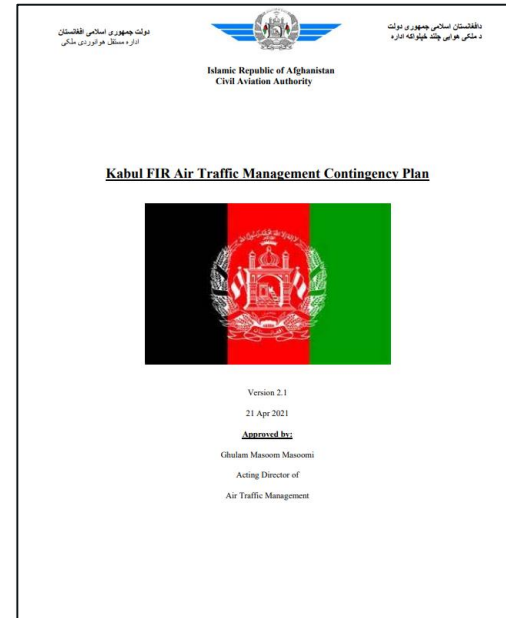 دولت جمهوری اسلامی افغانستان
اداره مستقل هوانوردی ملکی
دافغانستان اسلامی جمهوری دولت
د ملکی هوایی چلند خپلواکه اداره
Islamic Republic of Afghanistan
Civil Aviation Authority
Kabul FIR Air Traffic Management Contingency Plan
Version 2.1
21 Apr 2021
Approved by:
Ghulam Masoom Masoomi
Acting Director of
Air Traffic Management